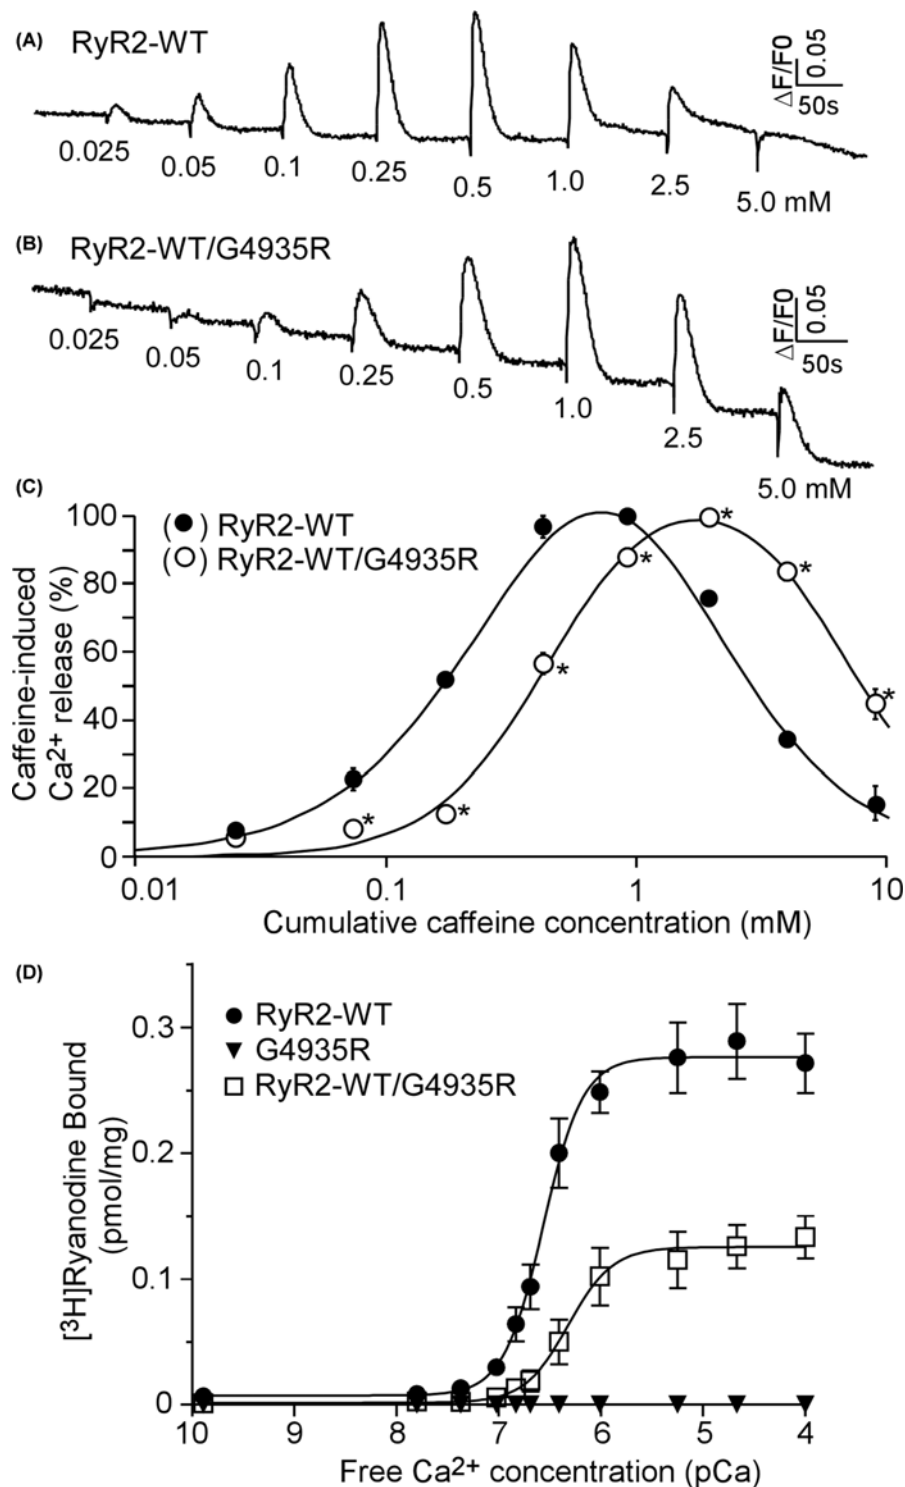 (A) RyR2-WT
△F/F0
0.05
50s
0.025
0.05
0.1
0.25
0.5
1.0
2.5
5.0 mM
(B) RyR2-WT/G4935R
△F/F0
0.05
50s
0.025
0.05
0.1
0.25
0.5
1.0
2.5
5.0 mM
(C)
Caffeine-induced
Ca²⁺ release (%)
100
80
60
40
20
0
(●) RyR2-WT
(○) RyR2-WT/G4935R
* * * * * * *
0.01 0.1 1 10
Cumulative caffeine concentration (mM)
(D)
[³H]Ryanodine Bound
(pmol/mg)
0.3
0.2
0.1
0
● RyR2-WT
▼ G4935R
□ RyR2-WT/G4935R
10 9 8 7 6 5 4
Free Ca²⁺ concentration (pCa)